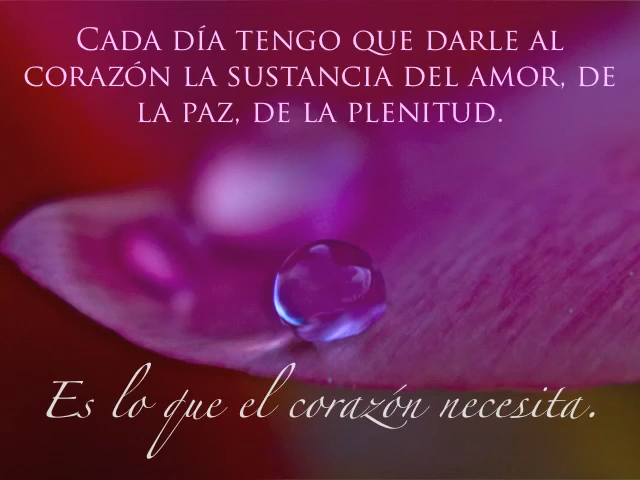 Cada día tengo que darle al
corazón la sustancia del amor, de
la paz, de la plenitud.
Es lo que el corazón necesita.